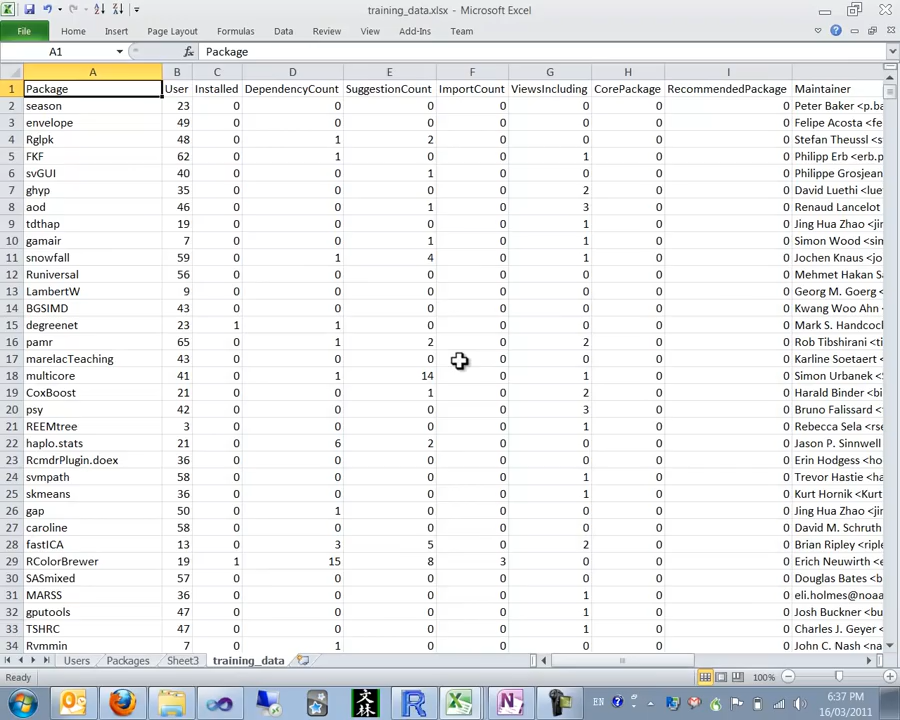 training_data.xlsx - Microsoft Excel
File Home Insert Page Layout Formulas Data Review View Add-Ins Team
A1 fx Package
A B C D E F G H I
1 Package User Installed DependencyCount SuggestionCount ImportCount ViewsIncluding CorePackage RecommendedPackage Maintainer
2 season 23 0 0 0 0 0 0 0 Peter Baker <p.ba
3 envelope 49 0 0 0 0 0 0 0 Felipe Acosta <fe
4 Rglpk 48 0 1 2 0 0 0 0 Stefan Theussl <s
5 FKF 62 0 1 0 0 1 0 0 Philipp Erb <erb.p
6 svGUI 40 0 0 1 0 0 0 0 Philippe Grosjean
7 ghyp 35 0 0 0 0 2 0 0 David Luethi <lue
8 aod 46 0 0 1 0 3 0 0 Renaud Lancelot
9 tdthap 19 0 0 0 0 1 0 0 Jing Hua Zhao <jin
10 gamair 7 0 0 1 0 1 0 0 Simon Wood <sim
11 snowfall 59 0 1 4 0 1 0 0 Jochen Knaus <jo
12 Runiversal 56 0 0 0 0 0 0 0 Mehmet Hakan Sa
13 LambertW 9 0 0 0 0 0 0 0 Georg M. Goerg <
14 BGSIMD 43 0 0 0 0 0 0 0 Kwang Woo Ahn <
15 degreenet 23 1 1 0 0 0 0 0 Mark S. Handcock
16 pamr 65 0 1 2 0 2 0 0 Rob Tibshirani <ti
17 marelacTeaching 43 0 0 0 0 0 0 0 Karline Soetaert <
18 multicore 41 0 1 14 0 1 0 0 Simon Urbanek <S
19 CoxBoost 21 0 0 1 0 2 0 0 Harald Binder <bi
20 psy 42 0 0 0 0 3 0 0 Bruno Falissard <f
21 REEMtree 3 0 0 0 0 1 0 0 Rebecca Sela <rse
22 haplo.stats 21 0 6 2 0 0 0 0 Jason P. Sinnwell
23 RcmdrPlugin.doex 36 0 0 0 0 0 0 0 Erin Hodgess <ho
24 svmpath 58 0 0 0 0 1 0 0 Trevor Hastie <ha
25 skmeans 36 0 0 0 0 1 0 0 Kurt Hornik <Kurt
26 gap 50 0 1 0 0 0 0 0 Jing Hua Zhao <jin
27 caroline 58 0 0 0 0 0 0 0 David M. Schruth
28 fastICA 13 0 3 5 0 2 0 0 Brian Ripley <riple
29 RColorBrewer 19 1 15 8 3 0 0 0 Erich Neuwirth <e
30 SASmixed 57 0 0 0 0 0 0 0 Douglas Bates <b
31 MARSS 36 0 0 0 0 1 0 0 eli.holmes@noaa
32 gputools 47 0 0 0 0 1 0 0 Josh Buckner <bu
33 TSHRC 47 0 0 0 0 1 0 0 Charles J. Geyer <
34 Rvmmin 7 0 1 0 0 0 0 0 John C. Nash <na
Users Packages Sheet3 training_data
Ready 100%
文林 EN 6:37 PM
16/03/2011